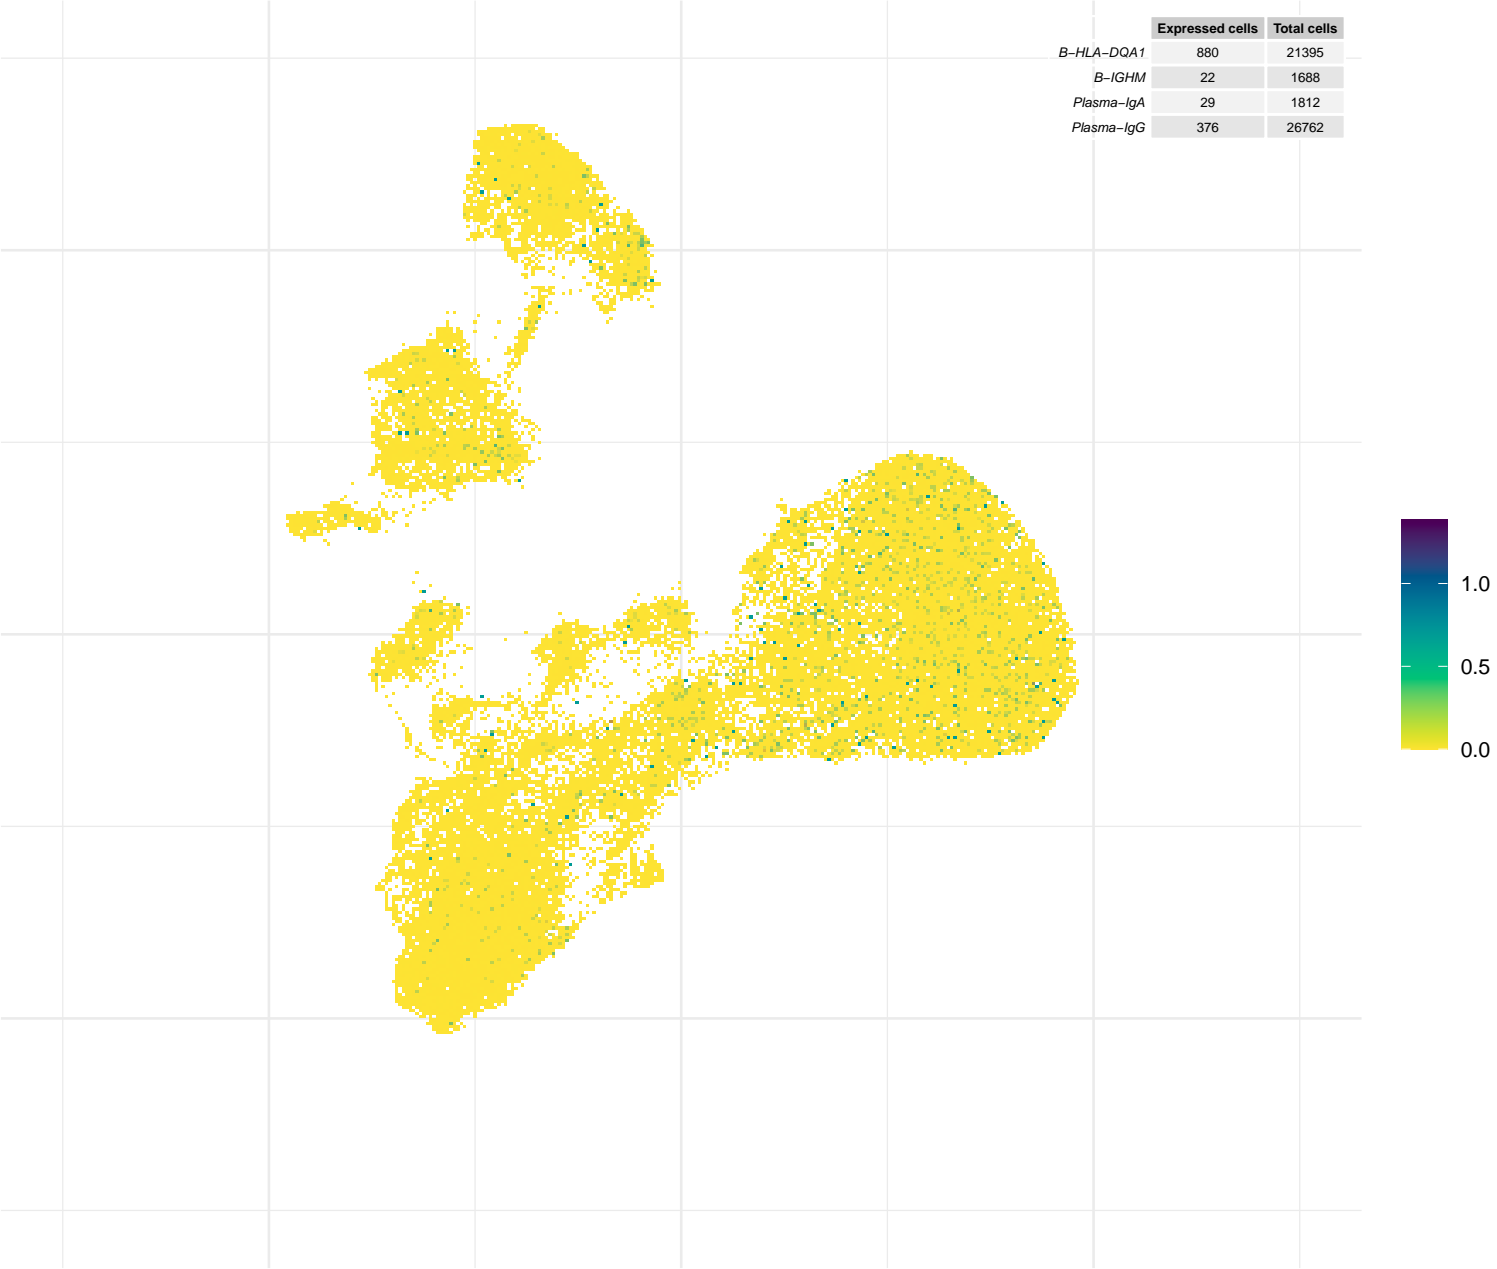 Expressed cells Total cells
B−HLA−DQA1 880 21395
B−IGHM 22 1688
Plasma−IgA 29 1812
Plasma−IgG 376 26762
1.0
0.5
0.0